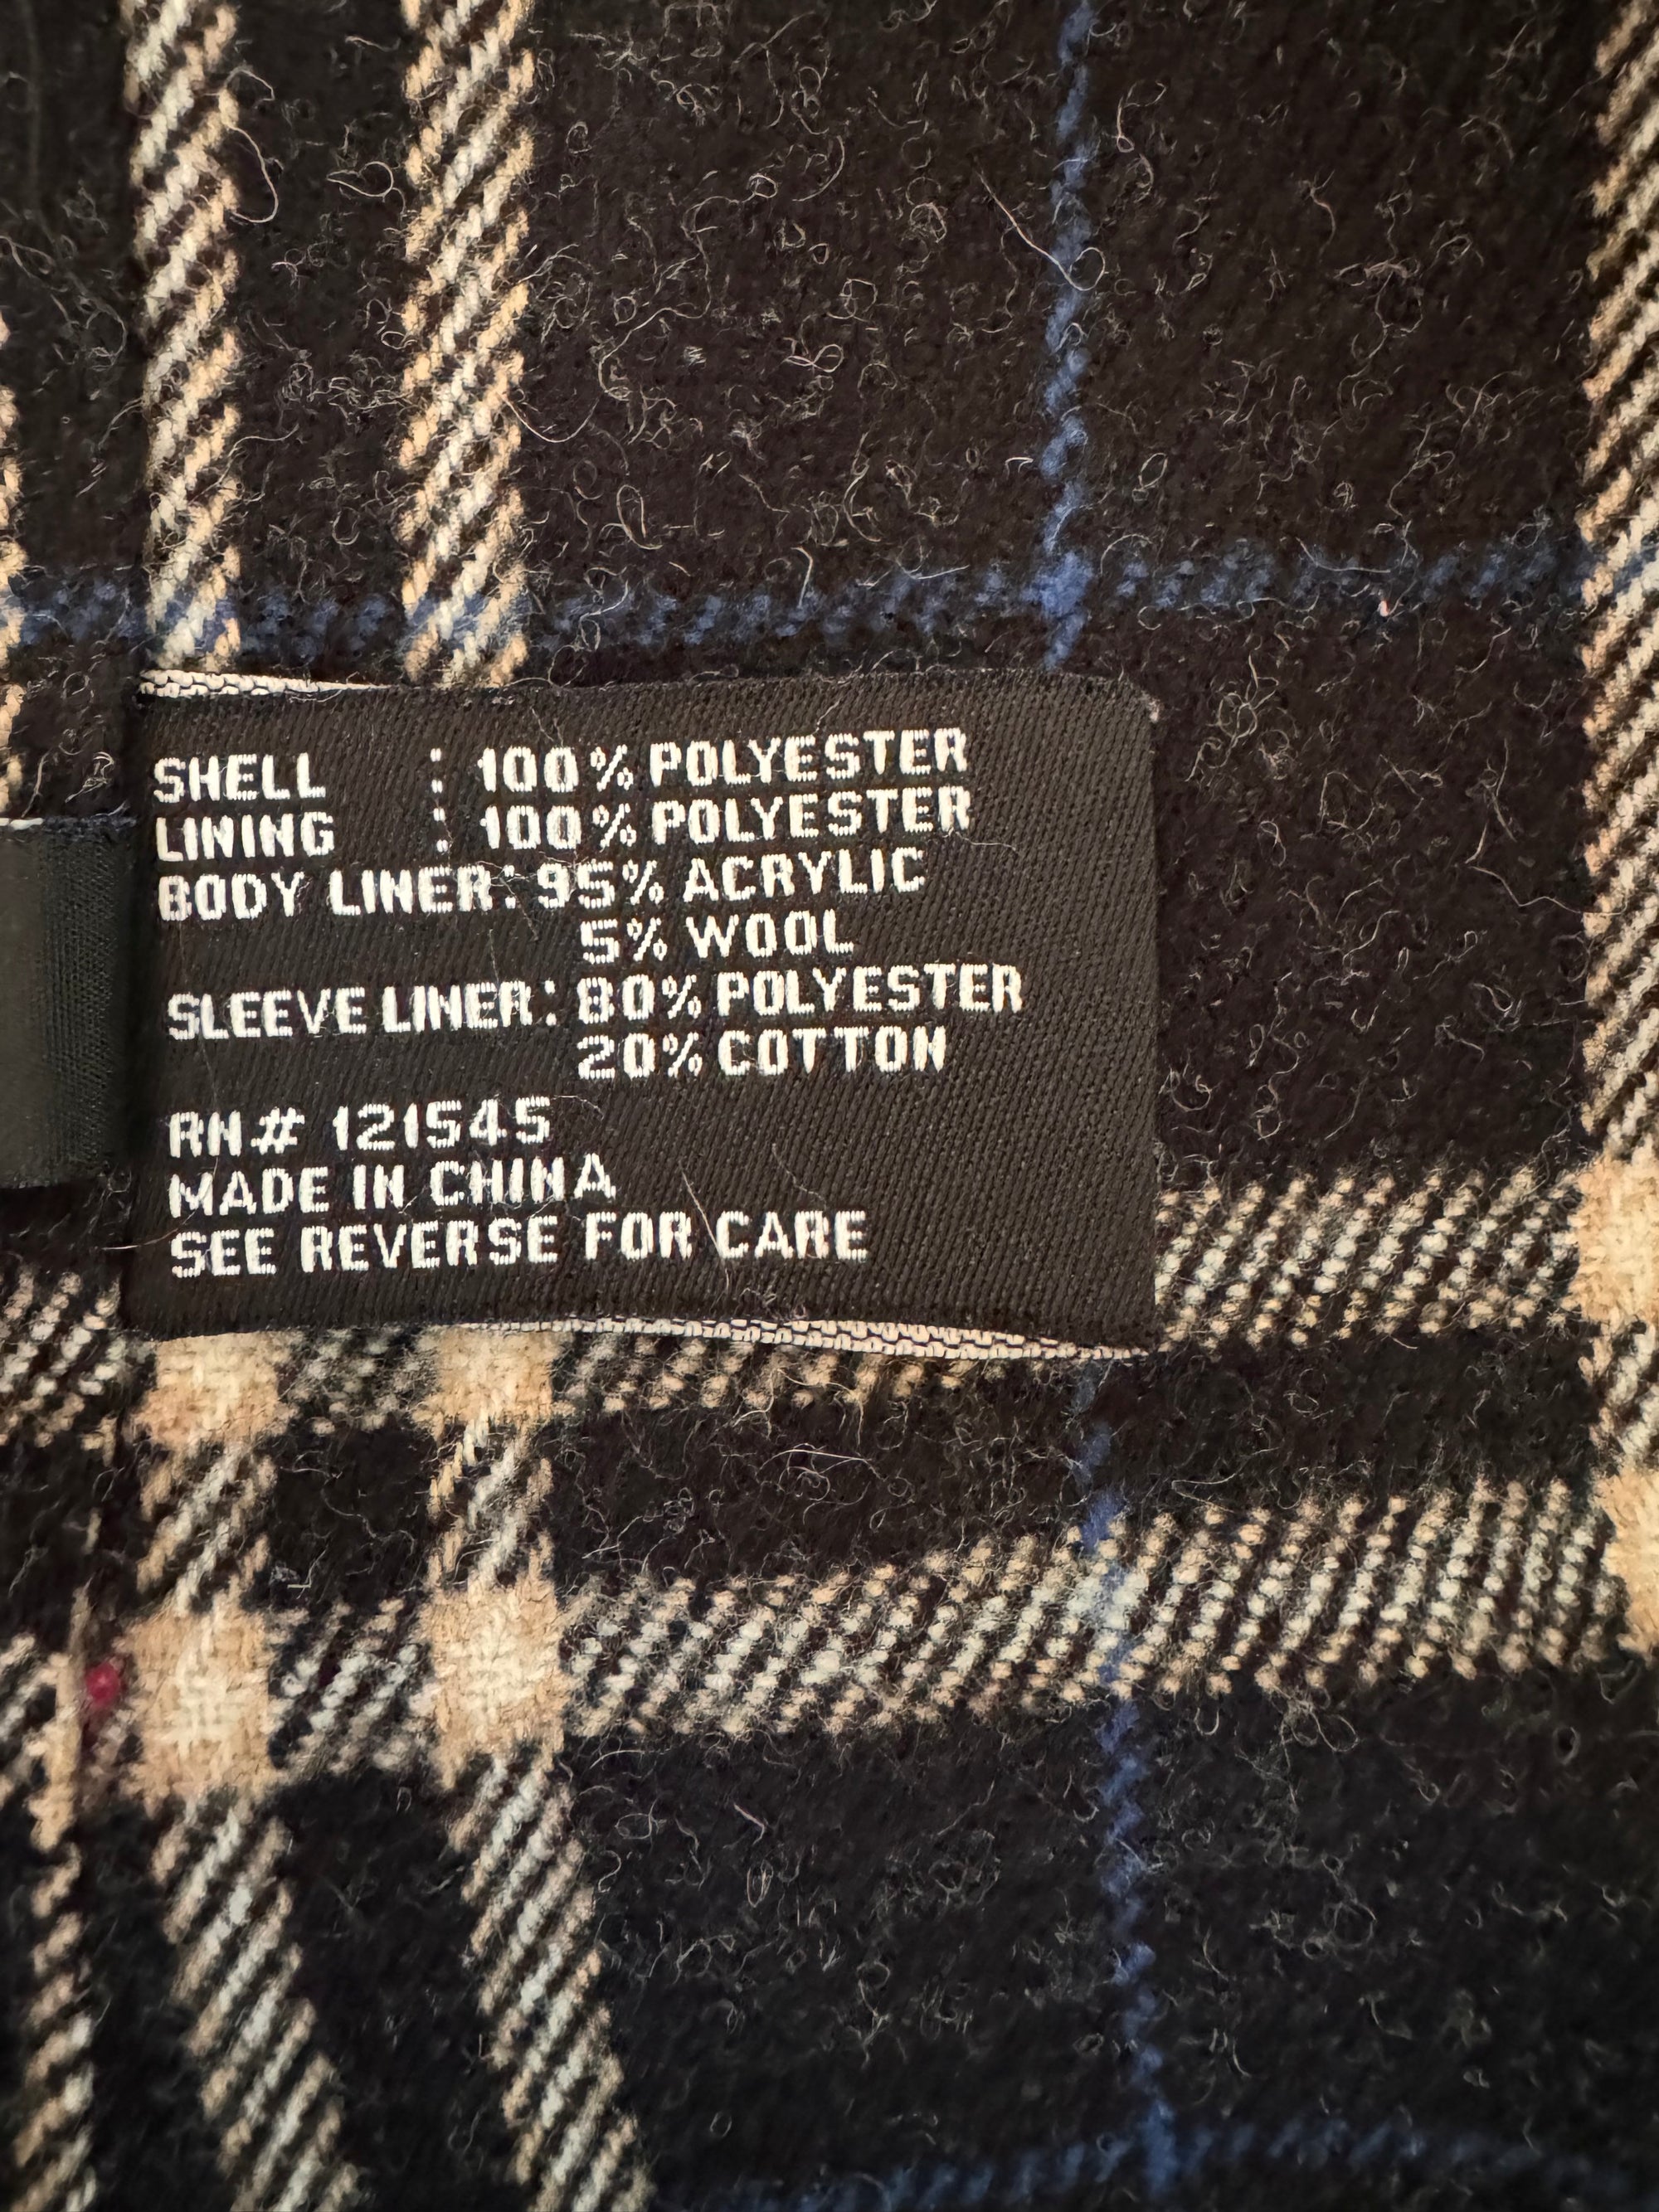 SHELL : 100% POLYESTER
LINING : 100% POLYESTER
BODY LINER: 95% ACRYLIC
5% WOOL
SLEEVE LINER: 80% POLYESTER
20% COTTON
RN# 121545
MADE IN CHINA
SEE REVERSE FOR CARE